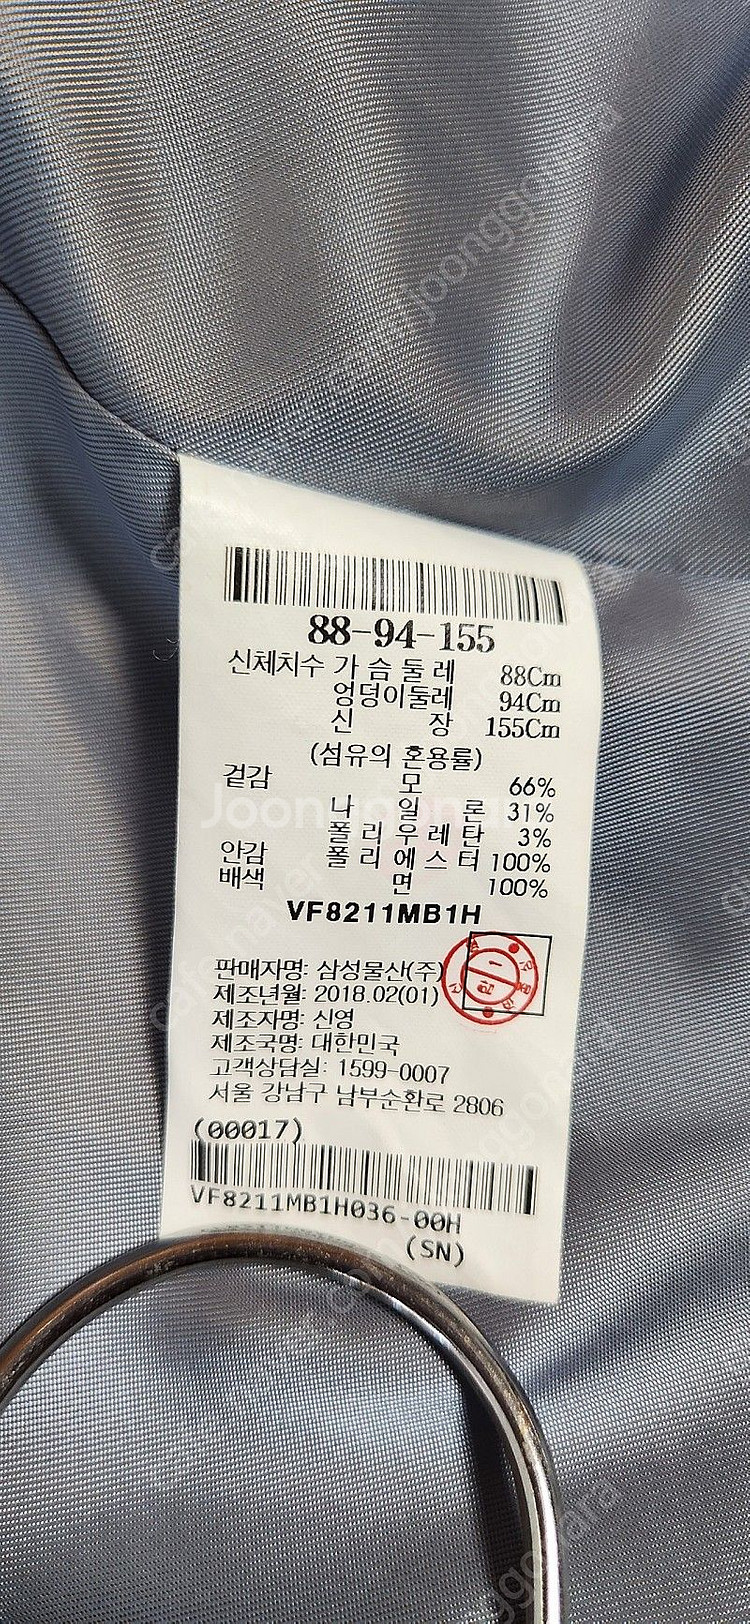 88-94-155
신체치수 가 슴 둘 레 88Cm
엉덩이둘레 94Cm
신 장 155Cm
(섬유의 혼용률)
겉감 모 66%
나 일 론 31%
폴 리 우 레 탄 3%
안감 폴 리 에 스 터 100%
배색 면 100%
VF8211MB1H
판매자명: 삼성물산(주)
제조년월: 2018.02(01)
제조자명: 신영
제조국명: 대한민국
고객상담실: 1599-0007
서울 강남구 남부순환로 2806
(00017)
VF8211MB1H036-00H
(SN)
joonggonara
Joonggonara